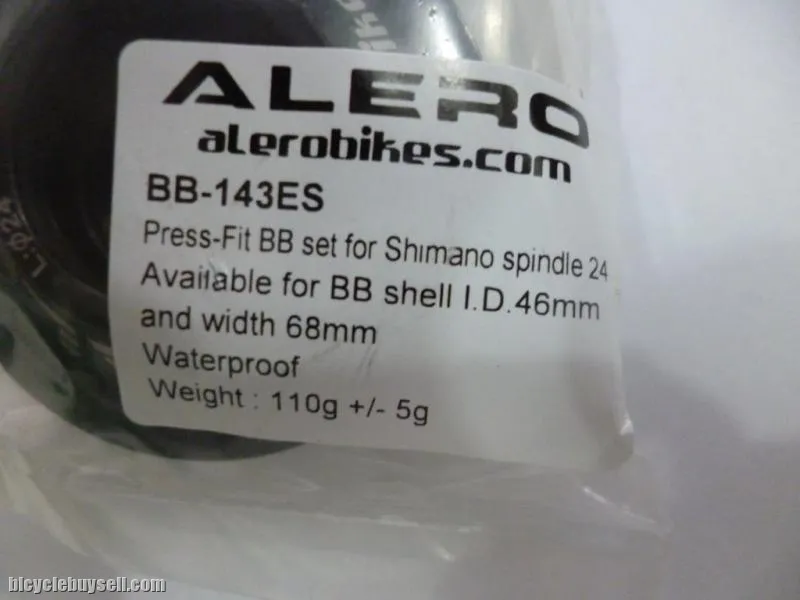 ALERO
alerobikes.com
BB-143ES
Press-Fit BB set for Shimano spindle 24
Available for BB shell I.D.46mm
and width 68mm
Waterproof
Weight : 110g +/- 5g
bicyclebuysell.com